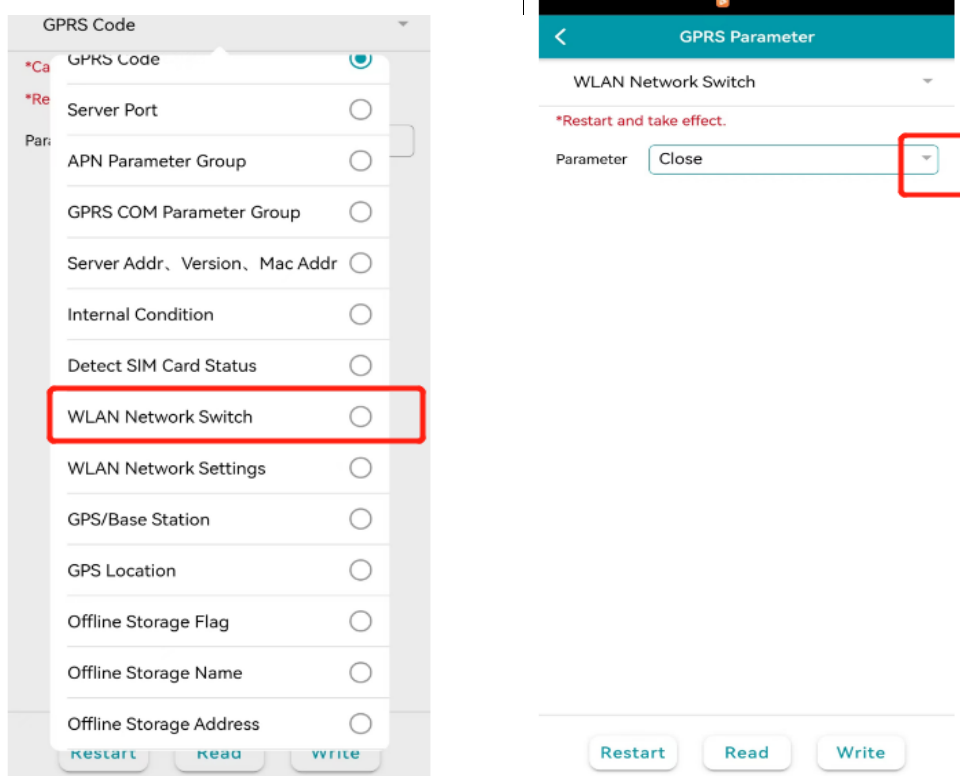 GPRS Code
GPRS Code
*Ca
*Re
Server Port
Para
APN Parameter Group
GPRS COM Parameter Group
Server Addr、Version、Mac Addr
Internal Condition
Detect SIM Card Status
WLAN Network Switch
WLAN Network Settings
GPS/Base Station
GPS Location
Offline Storage Flag
Offline Storage Name
Offline Storage Address
Restart Read Write
GPRS Parameter
WLAN Network Switch
*Restart and take effect.
Parameter Close
Restart Read Write